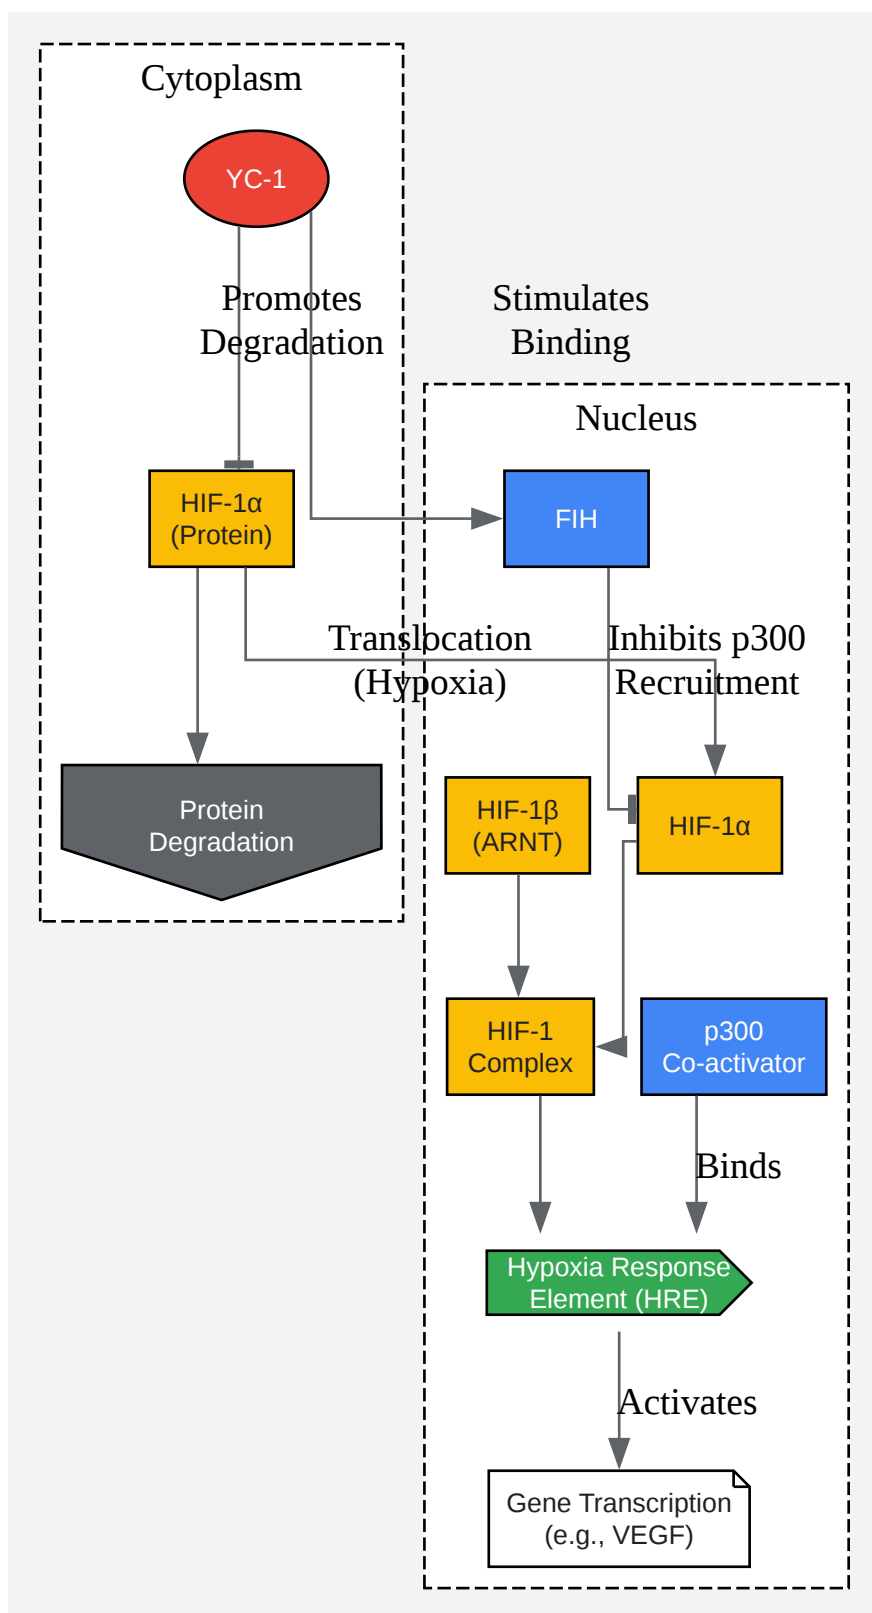 Cytoplasm
YC-1
Promotes
Degradation
Stimulates
Binding
Nucleus
HIF-1α
(Protein)
FIH
Translocation
(Hypoxia)
Inhibits p300
Recruitment
Protein
Degradation
HIF-1β
(ARNT)
HIF-1α
HIF-1
Complex
p300
Co-activator
Binds
Hypoxia Response
Element (HRE)
Activates
Gene Transcription
(e.g., VEGF)